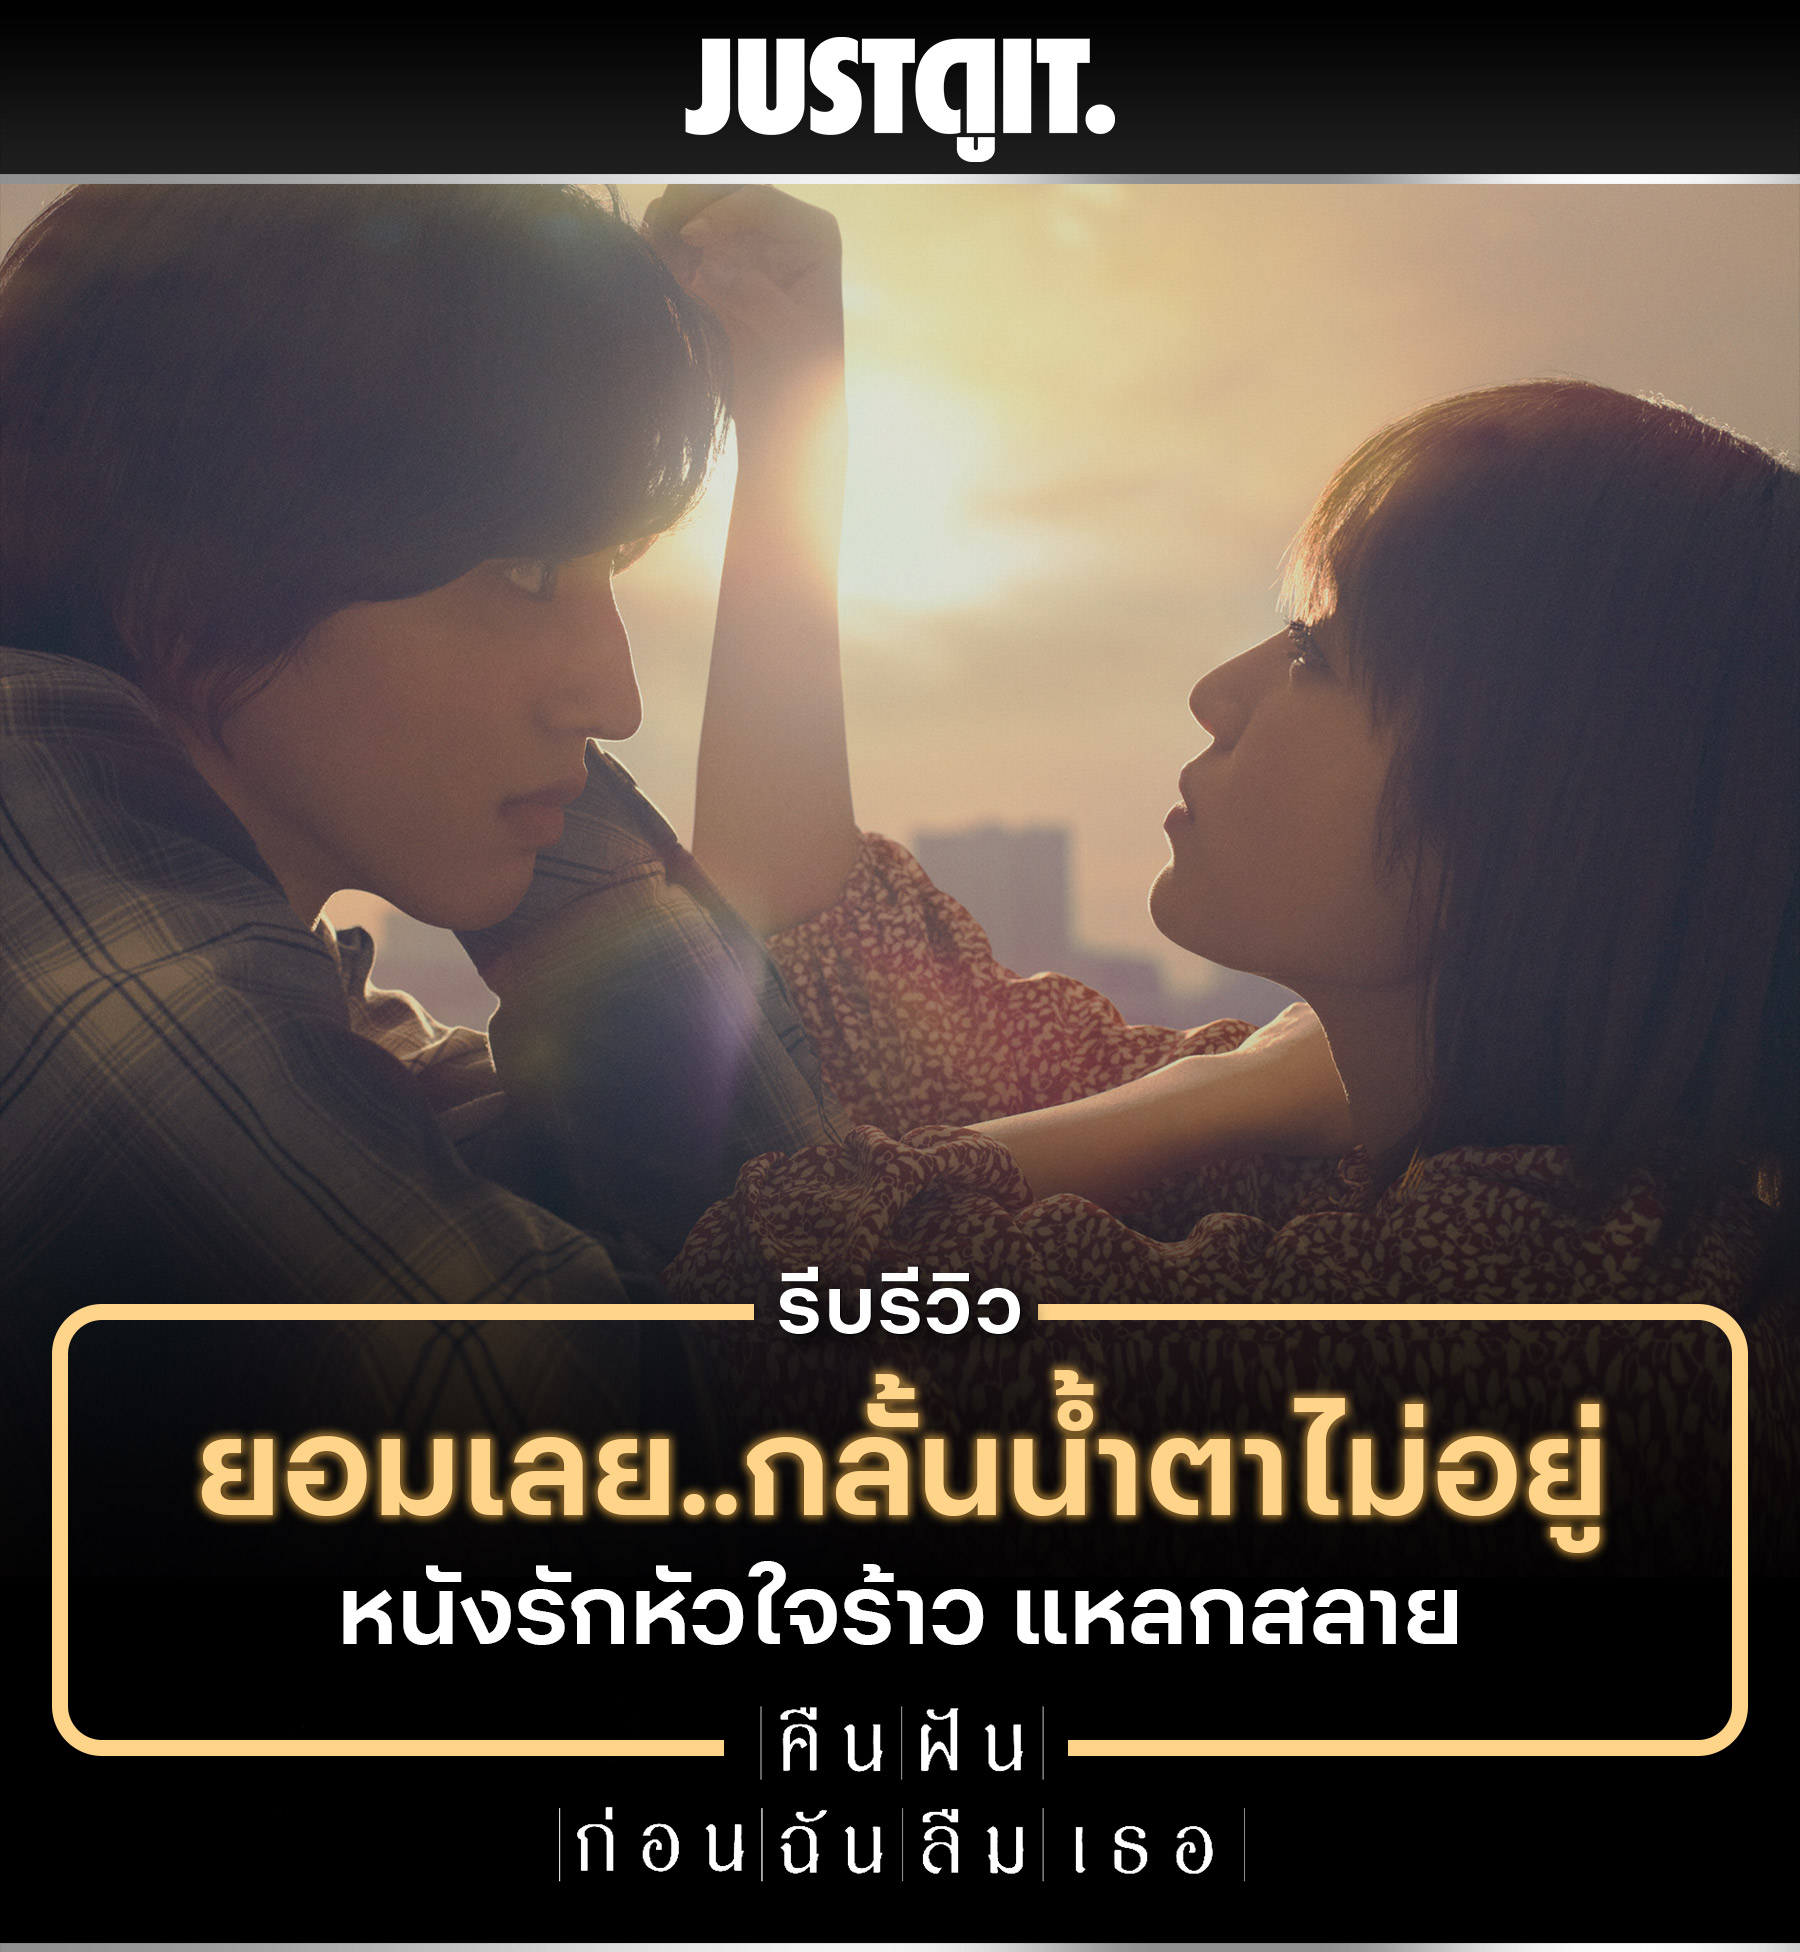 JUSTดูIT.
รีบรีวิว
ยอมเลย..กลั้นน้ำตาไม่อยู่
หนังรักหัวใจร้าว แหลกสลาย
คืนฝัน
ก่อนฉันลืมเธอ